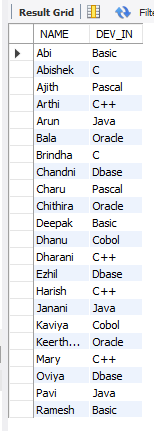 Result Grid Filte
NAME DEV_IN
Abi Basic
Abishek C
Ajith Pascal
Arthi C++
Arun Java
Bala Oracle
Brindha C
Chandni Dbase
Charu Pascal
Chithira Oracle
Deepak Basic
Dhanu Cobol
Dharani C++
Ezhil Dbase
Harish C++
Janani Java
Kaviya Cobol
Keerth... Oracle
Mary C++
Oviya Dbase
Pavi Java
Ramesh Basic